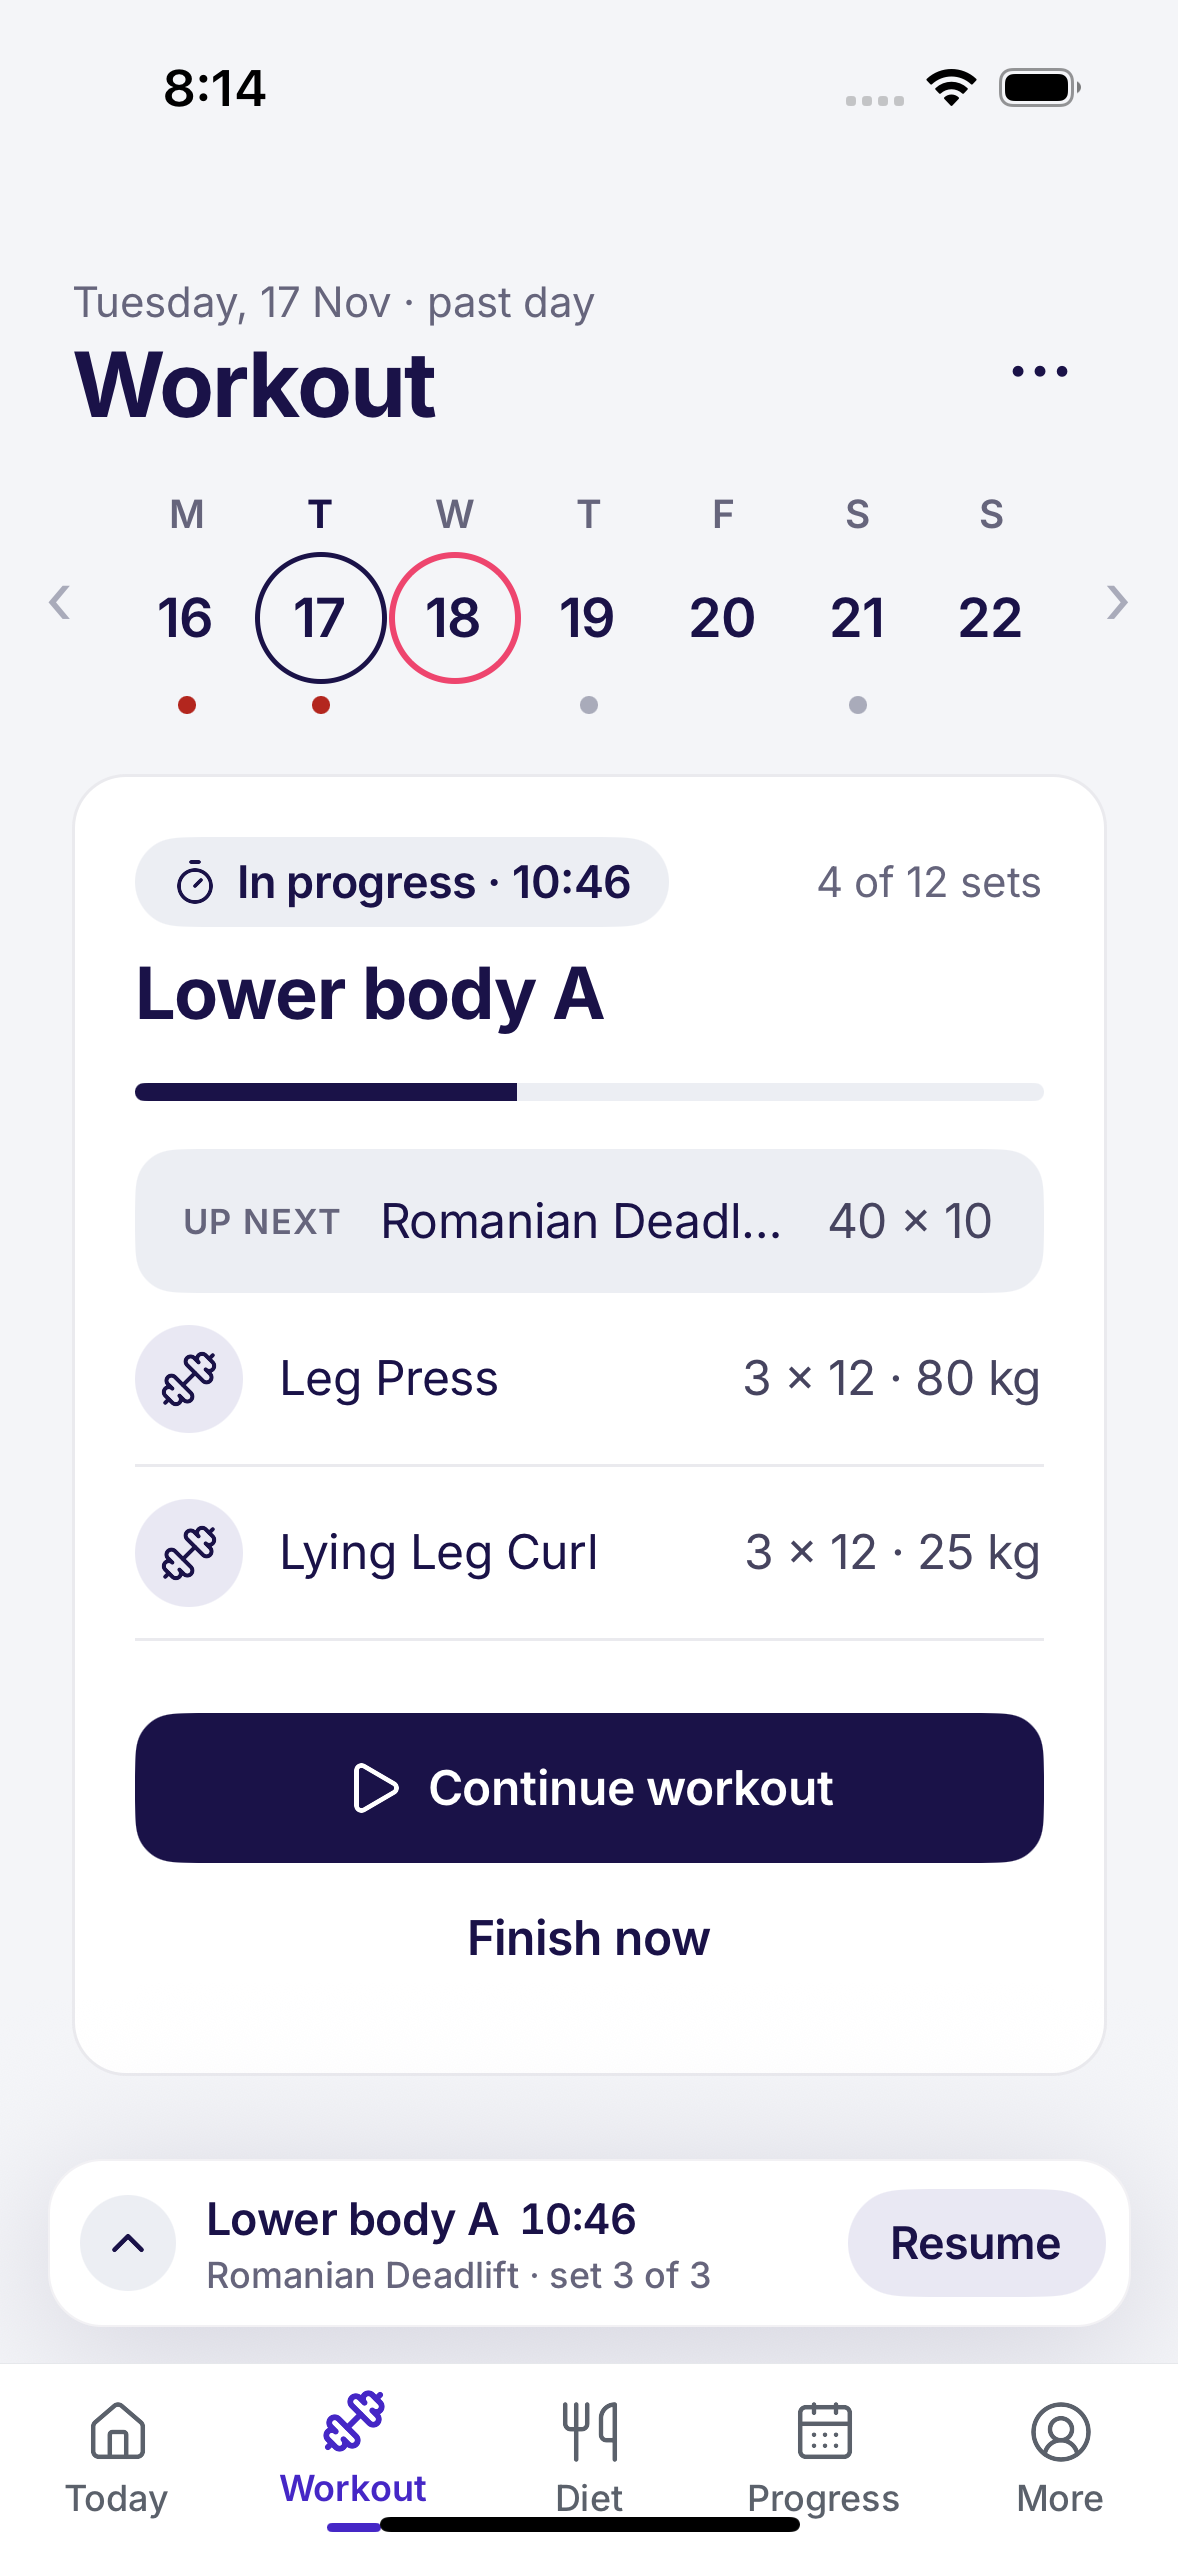 8:14
Tuesday, 17 Nov · past day
Workout
M T W T F S S
16 17 18 19 20 21 22
In progress · 10:46
4 of 12 sets
Lower body A
UP NEXT Romanian Deadl... 40 × 10
Leg Press 3 × 12 · 80 kg
Lying Leg Curl 3 × 12 · 25 kg
Continue workout
Finish now
Lower body A 10:46
Romanian Deadlift · set 3 of 3
Resume
Today Workout Diet Progress More